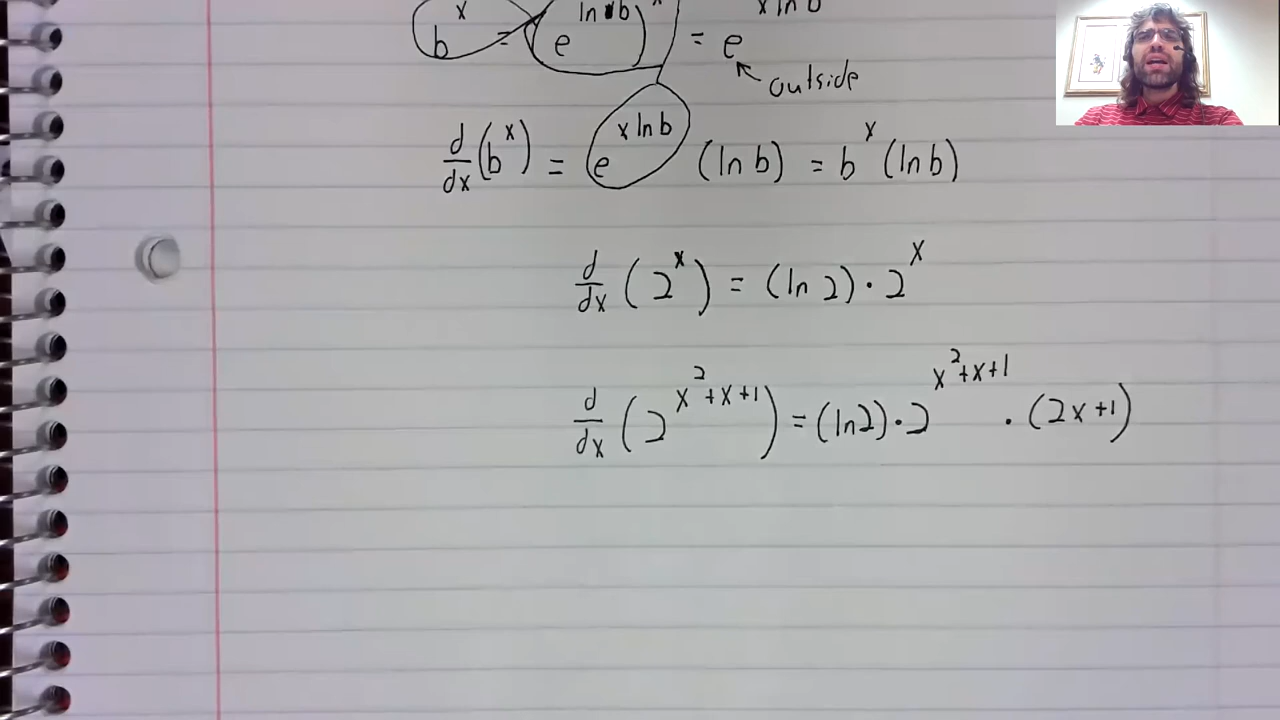 b^x = (e^{ln b})^x = e^{x ln b}
outside
d/dx (b^x) = e^{x ln b} (ln b) = b^x (ln b)
d/dx (2^x) = (ln 2) · 2^x
d/dx (2^{x^2+x+1}) = (ln 2) · 2^{x^2+x+1} · (2x+1)